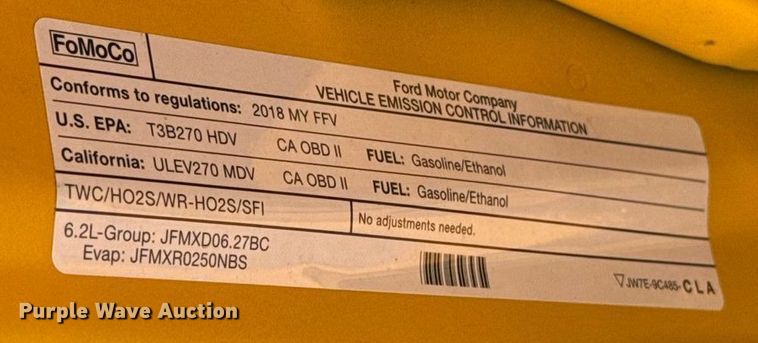 FoMoCo
Ford Motor Company
VEHICLE EMISSION CONTROL INFORMATION
Conforms to regulations: 2018 MY FFV
U.S. EPA: T3B270 HDV CA OBD II FUEL: Gasoline/Ethanol
California: ULEV270 MDV CA OBD II FUEL: Gasoline/Ethanol
TWC/HO2S/WR-HO2S/SFI
No adjustments needed.
6.2L-Group: JFMXD06.27BC
Evap: JFMXR0250NBS
JW7E-9C485-CLA
Purple Wave Auction